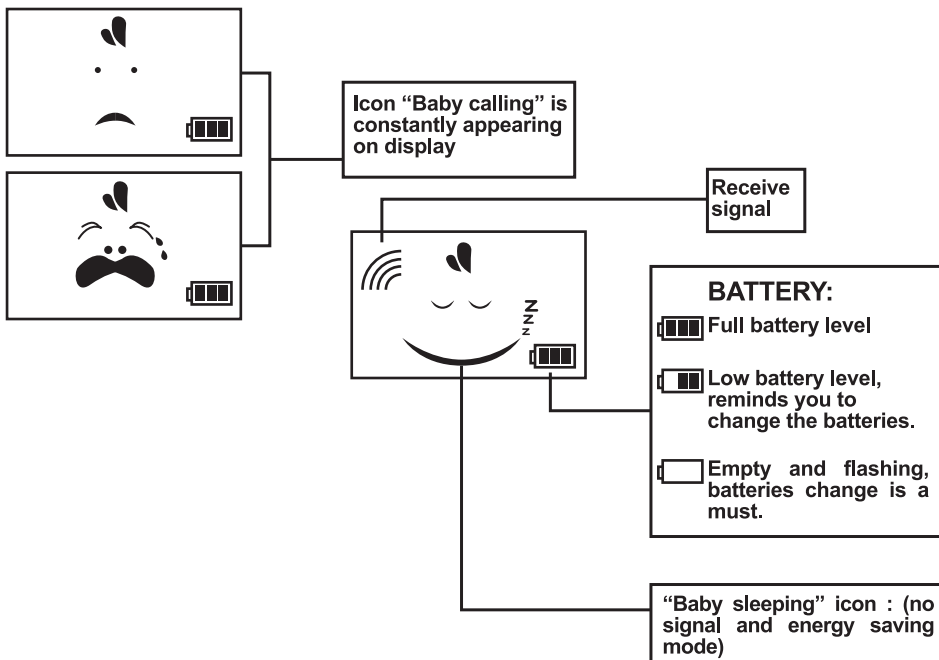 Icon “Baby calling” is
constantly appearing
on display
Receive
signal
z
z
z
BATTERY:
Full battery level
Low battery level,
reminds you to
change the batteries.
Empty and flashing,
batteries change is a
must.
“Baby sleeping” icon : (no
signal and energy saving
mode)